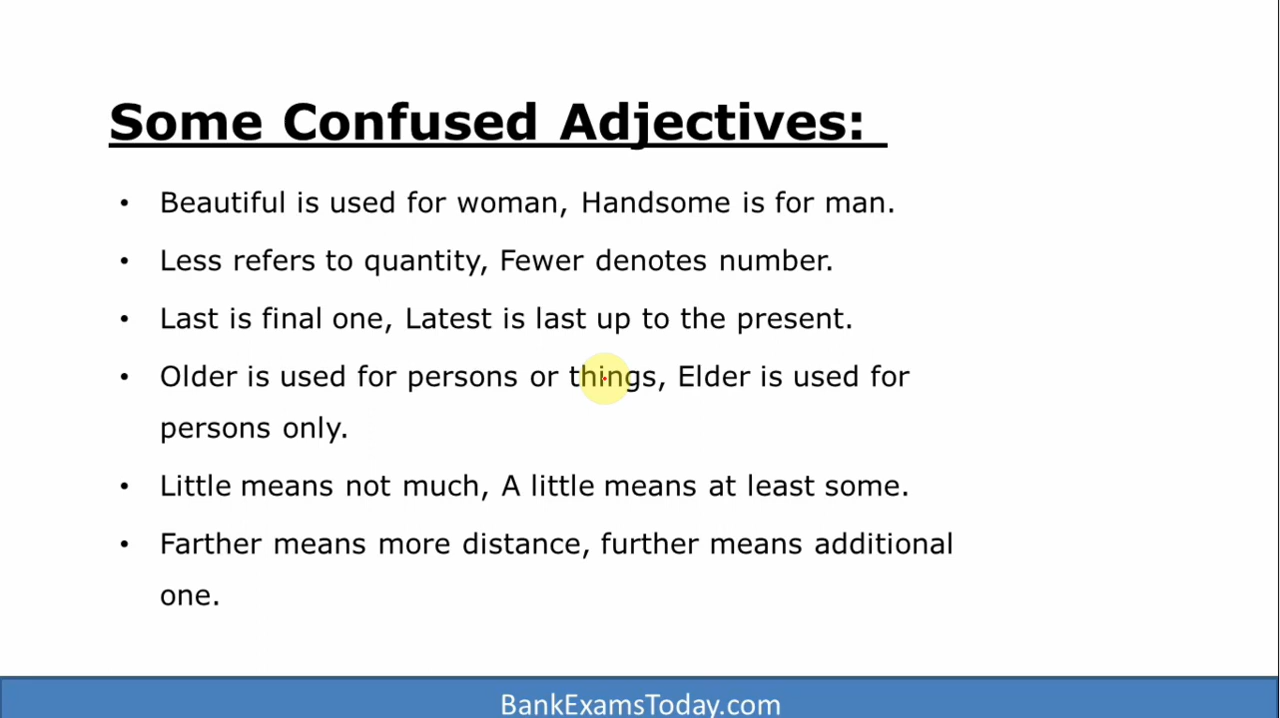 Some Confused Adjectives:
• Beautiful is used for woman, Handsome is for man.
• Less refers to quantity, Fewer denotes number.
• Last is final one, Latest is last up to the present.
• Older is used for persons or things, Elder is used for
persons only.
• Little means not much, A little means at least some.
• Farther means more distance, further means additional
one.
BankExamsToday.com